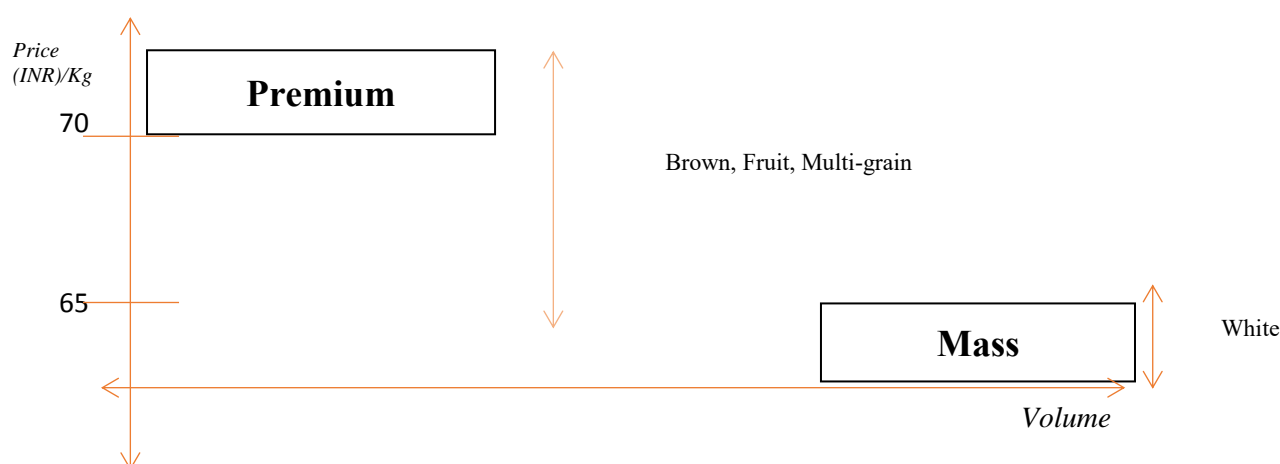 Price
(INR)/Kg
Premium
70
Brown, Fruit, Multi-grain
65
White
Mass
Volume